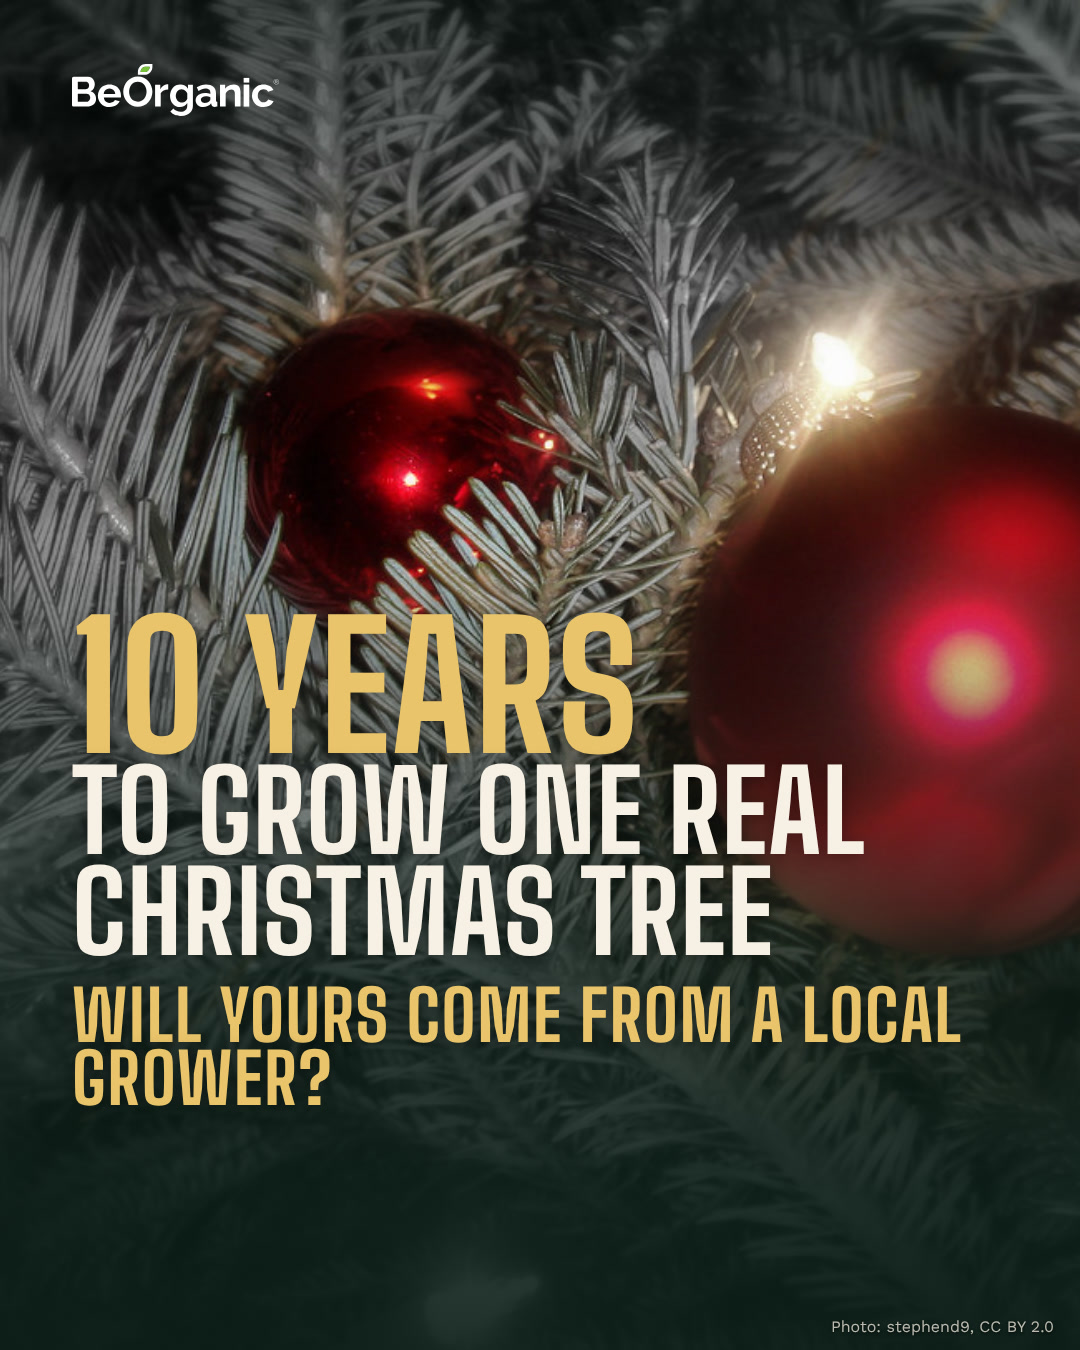 BeOrganic®
10 YEARS
TO GROW ONE REAL
CHRISTMAS TREE
WILL YOURS COME FROM A LOCAL
GROWER?
Photo: stephend9, CC BY 2.0